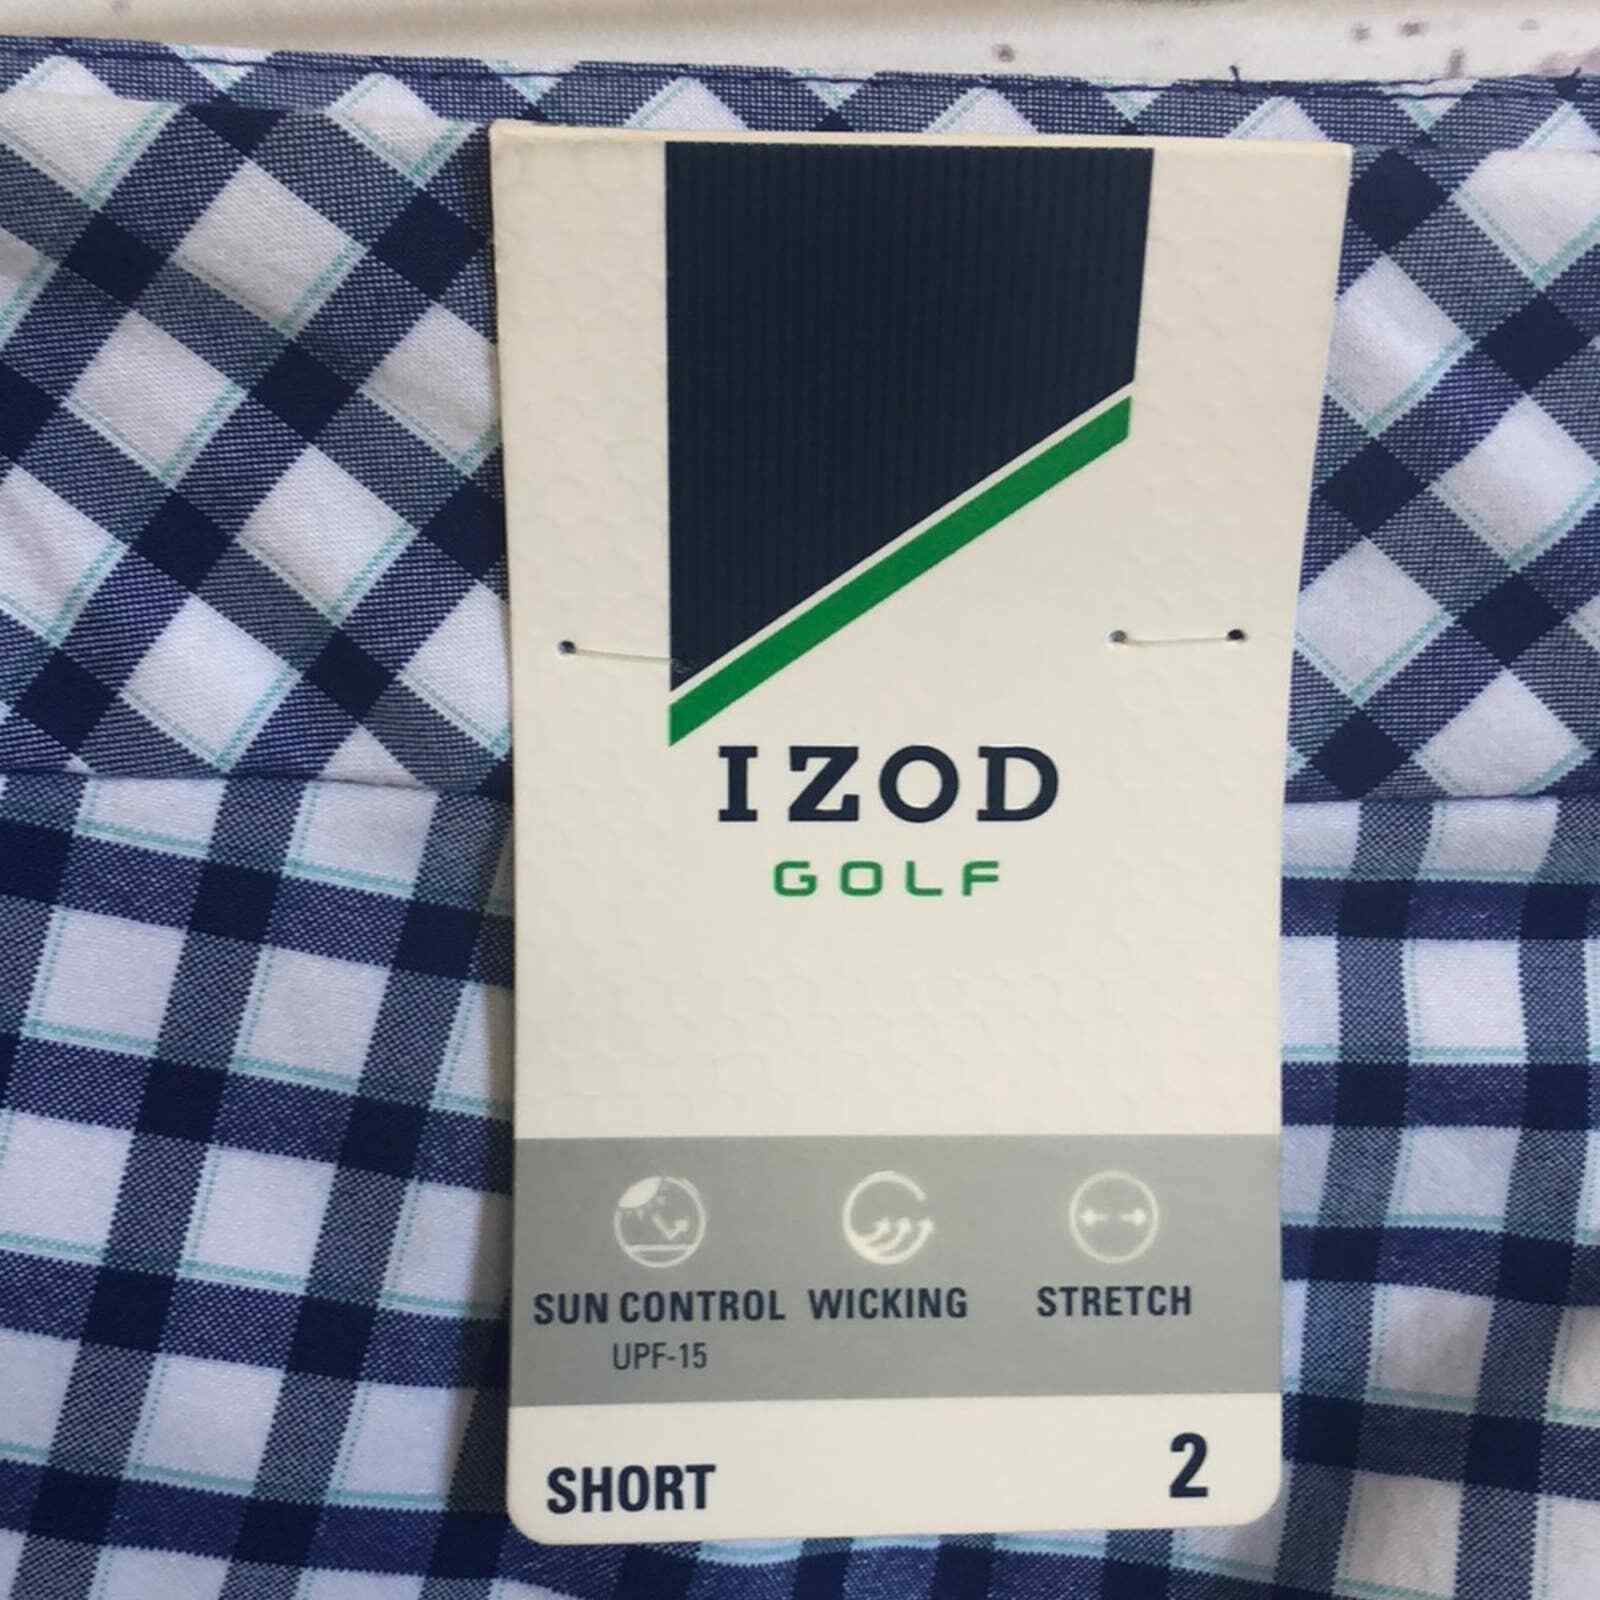 IZOD
GOLF
SUN CONTROL WICKING STRETCH
UPF-15
SHORT 2